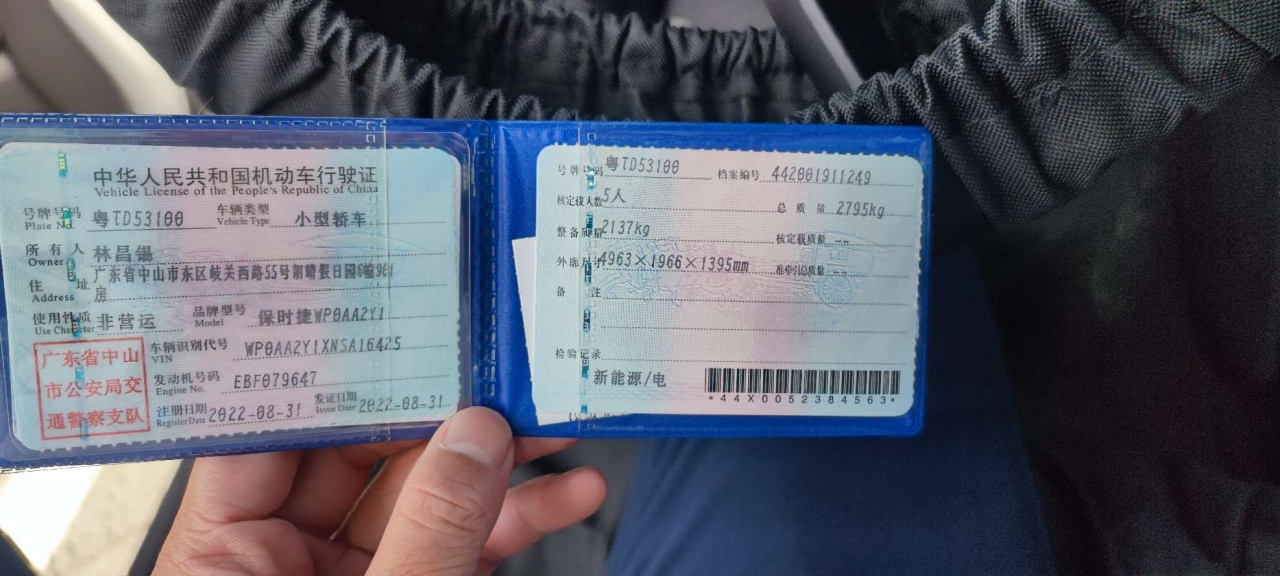 中华人民共和国机动车行驶证
Vehicle License of the People's Republic of China
号牌号码 粤TD53100 车辆类型 小型轿车
Plate No. Vehicle Type
所有人 林昌锡
Owner
住址 广东省中山市东区岐关西路55号朗晴假日园6幢
Address 房
使用性质 非营运 品牌型号 保时捷WP0AA2Y1
Use Character Model
广东省中山
市公安局交
通警察支队
车辆识别代号 WP0AA2Y1XNSA16425
VIN
发动机号码 EBF079647
Engine No.
注册日期 2022-08-31 发证日期 2022-08-31
Register Date Issue Date
号牌号码 粤TD53100 档案编号 442001911249
核定载人数 5人 总质量 2795kg
整备质量 2137kg 核定载质量 --
外廓尺寸 4963×1966×1395mm 准牵引总质量 --
备注
检验记录
新能源/电
*44X0052384563*